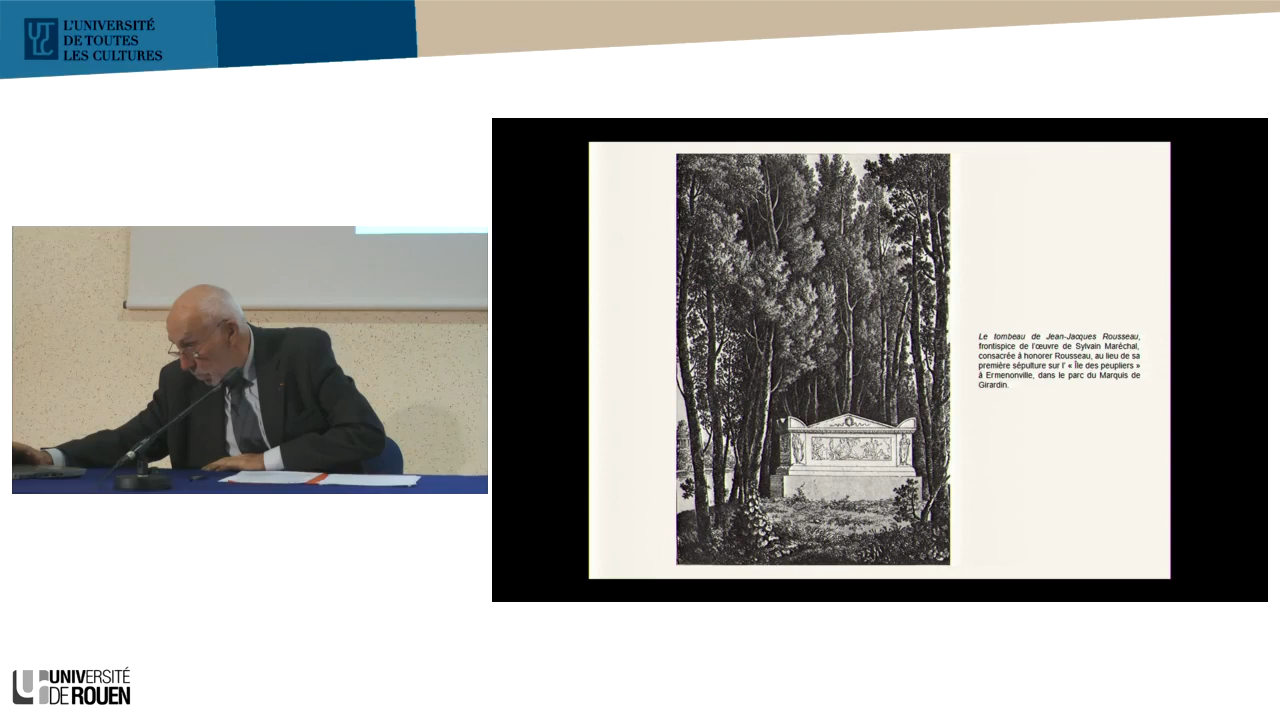 L'UNIVERSITÉ
DE TOUTES
LES CULTURES
Le tombeau de Jean-Jacques Rousseau,
frontispice de l'œuvre de Sylvain Maréchal,
consacrée à honorer Rousseau, au lieu de sa
première sépulture sur l' « Île des peupliers »
à Ermenonville, dans le parc du Marquis de
Girardin.
UNIVERSITÉ
DE ROUEN